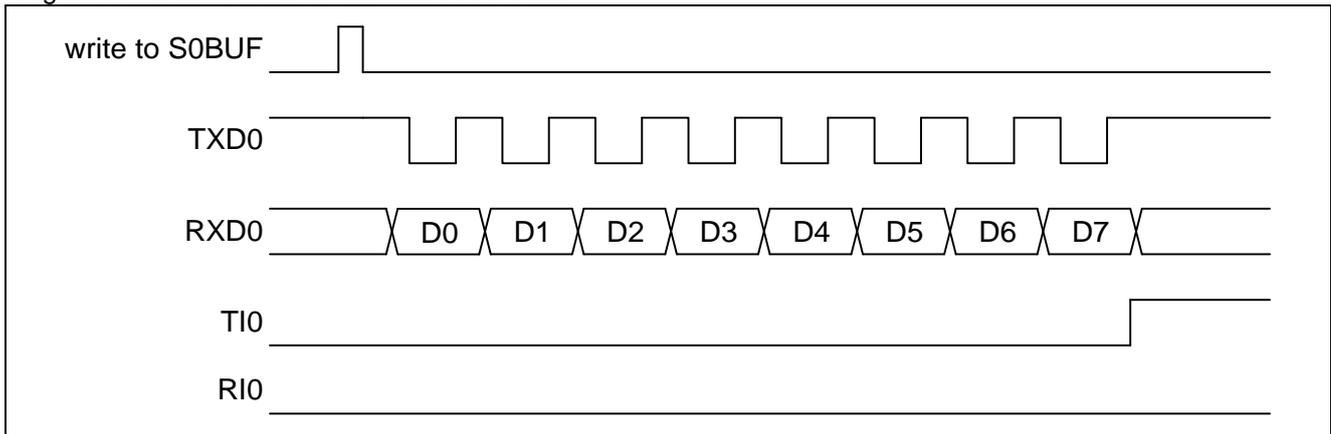 write to S0BUF
TXD0
RXD0 D0 D1 D2 D3 D4 D5 D6 D7
TI0
RI0